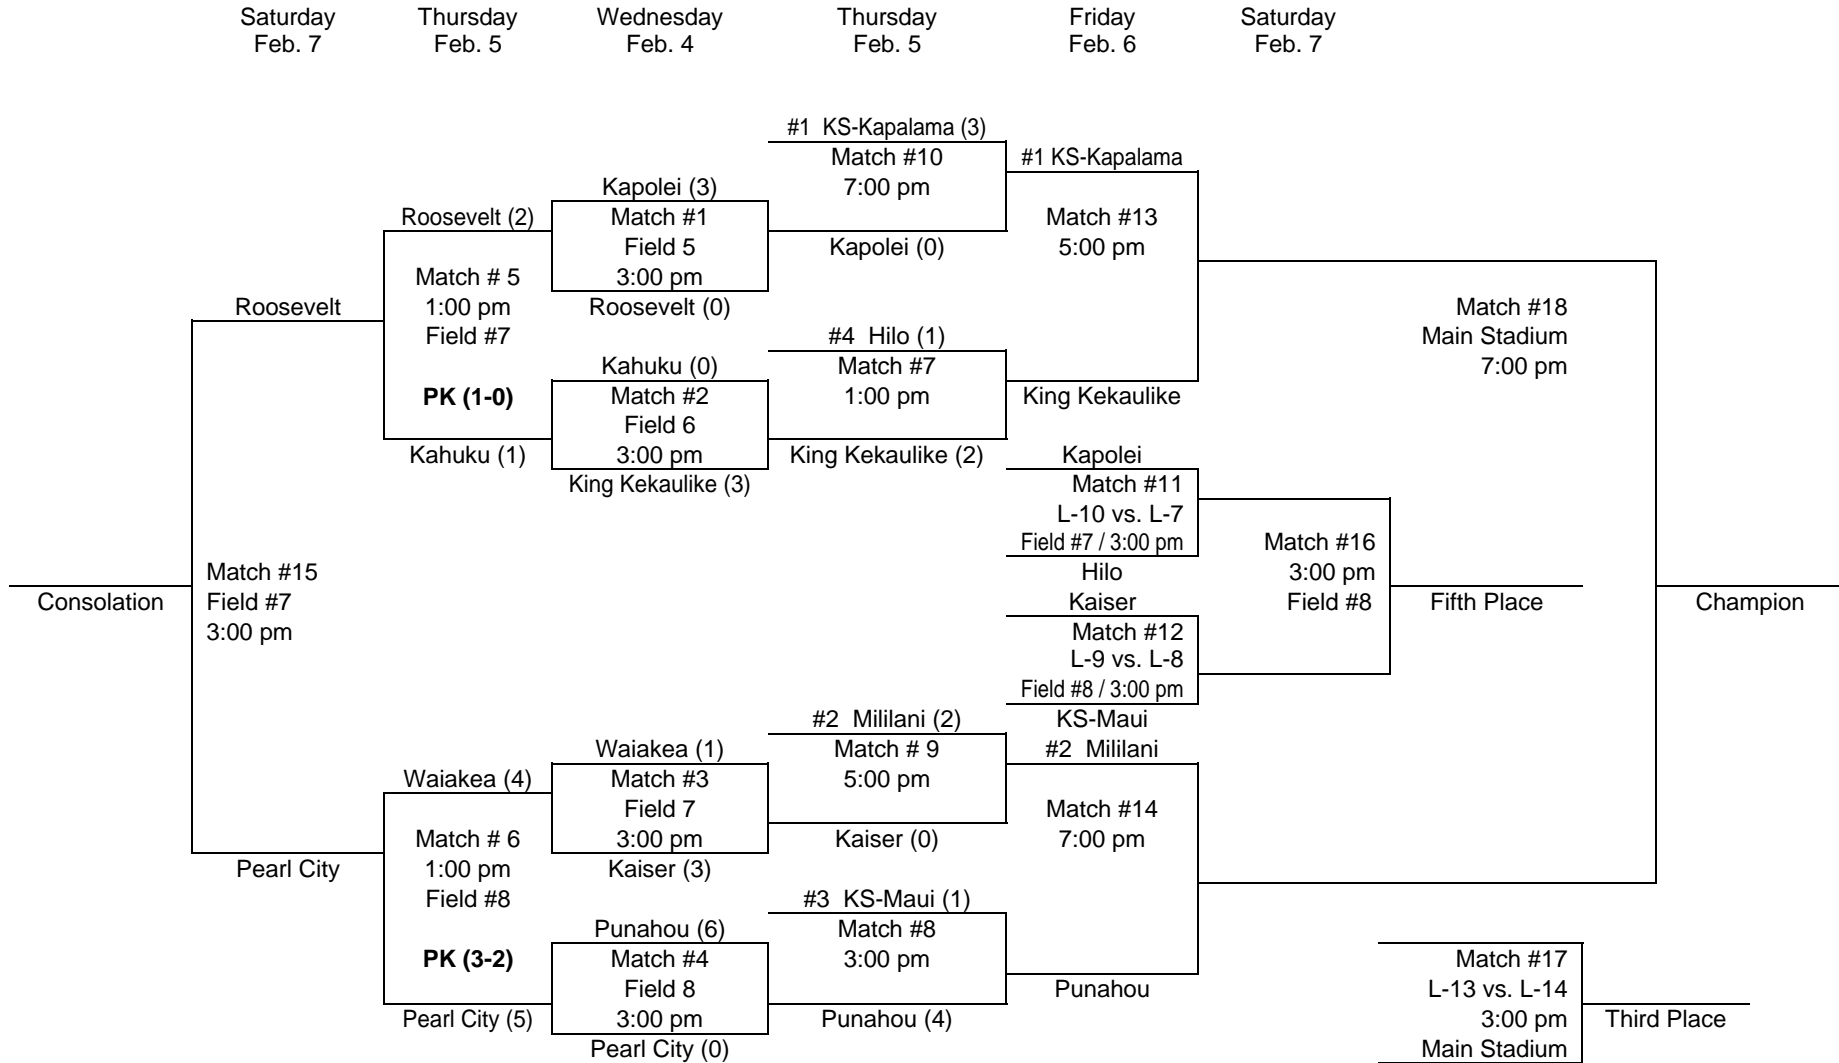 Saturday Thursday Wednesday Thursday Friday Saturday
Feb. 7 Feb. 5 Feb. 4 Feb. 5 Feb. 6 Feb. 7
#1 KS-Kapalama (3)
Match #10 #1 KS-Kapalama
Kapolei (3) 7:00 pm
Roosevelt (2) Match #1 Match #13
Field 5 Kapolei (0) 5:00 pm
Match # 5 3:00 pm
Roosevelt 1:00 pm Roosevelt (0) Match #18
Field #7 #4 Hilo (1) Main Stadium
Kahuku (0) Match #7 7:00 pm
PK (1-0) Match #2 1:00 pm King Kekaulike
Field 6
Kahuku (1) 3:00 pm King Kekaulike (2) Kapolei
King Kekaulike (3) Match #11
L-10 vs. L-7
Field #7 / 3:00 pm Match #16
Match #15 Hilo 3:00 pm
Consolation Field #7 Kaiser Field #8 Fifth Place Champion
3:00 pm Match #12
L-9 vs. L-8
Field #8 / 3:00 pm
#2 Mililani (2) KS-Maui
Waiakea (1) Match # 9 #2 Mililani
Waiakea (4) Match #3 5:00 pm
Field 7 Match #14
Match # 6 3:00 pm Kaiser (0) 7:00 pm
Pearl City 1:00 pm Kaiser (3)
Field #8 #3 KS-Maui (1)
Punahou (6) Match #8
PK (3-2) Match #4 3:00 pm Match #17
Field 8 Punahou L-13 vs. L-14
Pearl City (5) 3:00 pm Punahou (4) 3:00 pm Third Place
Pearl City (0) Main Stadium